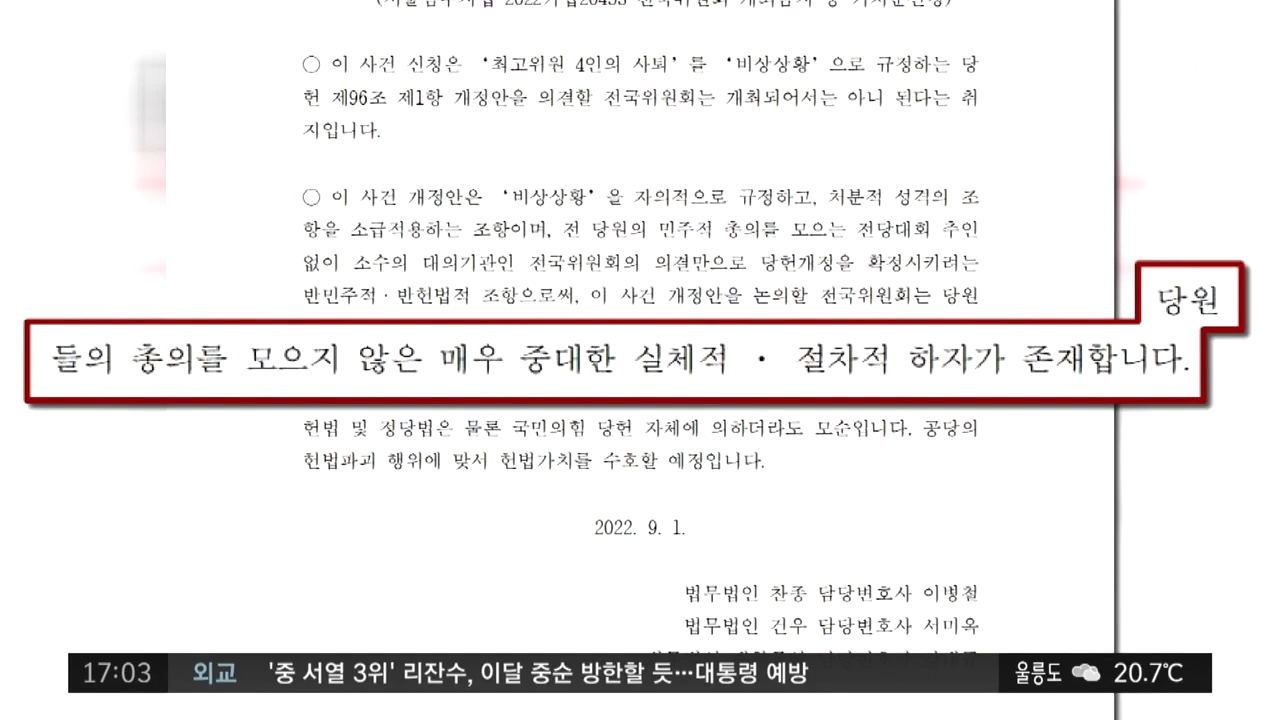 ○ 이 사건 신청은 '최고위원 4인의 사퇴'를 '비상상황'으로 규정하는 당
헌 제96조 제1항 개정안을 의결할 전국위원회는 개최되어서는 아니 된다는 취
지입니다.
○ 이 사건 개정안은 '비상상황'을 자의적으로 규정하고, 처분적 성격의 조
항을 소급적용하는 조항이며, 전 당원의 민주적 총의를 모으는 전당대회 추인
없이 소수의 대의기관인 전국위원회의 의결만으로 당헌개정을 확정시키려는
반민주적·반헌법적 조항으로써, 이 사건 개정안을 논의할 전국위원회는 당원
당원
들의 총의를 모으지 않은 매우 중대한 실체적 · 절차적 하자가 존재합니다.
헌법 및 정당법은 물론 국민의힘 당헌 자체에 의하더라도 모순입니다. 공당의
헌법파괴 행위에 맞서 헌법가치를 수호할 예정입니다.
2022. 9. 1.
법무법인 찬종 담당변호사 이병철
법무법인 건우 담당변호사 서미옥
17:03 외교 '중 서열 3위' 리잔수, 이달 중순 방한할 듯…대통령 예방 울릉도 20.7℃